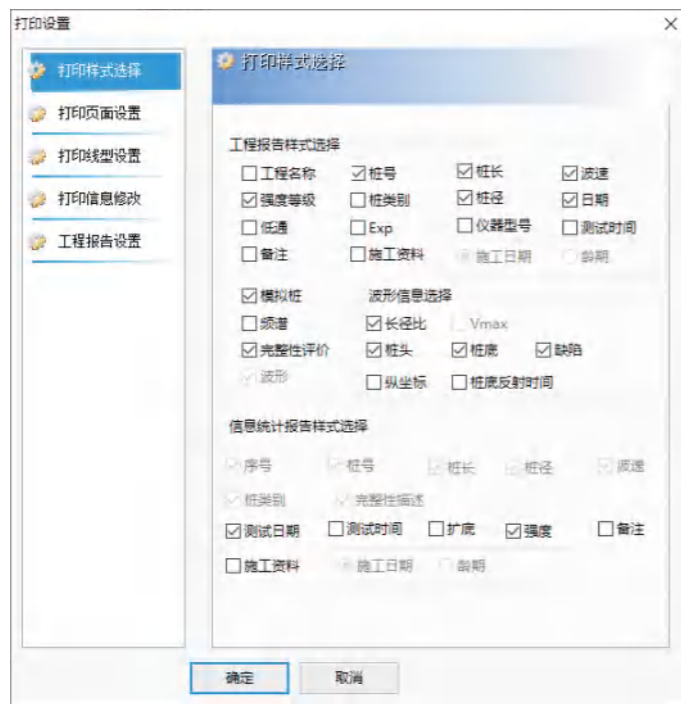 打印设置
打印样式选择
打印页面设置
打印线型设置
打印信息修改
工程报告设置
打印样式选择
工程报告样式选择
工程名称 桩号 桩长 波速
强度等级 桩类别 桩径 日期
低通 Exp 仪器型号 测试时间
备注 施工资料 施工日期 龄期
模拟桩 波形信息选择
频谱 长径比 Vmax
完整性评价 桩头 桩底 缺陷
波形 纵坐标 桩底反射时间
信息统计报告样式选择
序号 桩号 桩长 桩径 波速
桩类别 完整性描述
测试日期 测试时间 扩底 强度 备注
施工资料 施工日期 龄期
确定 取消